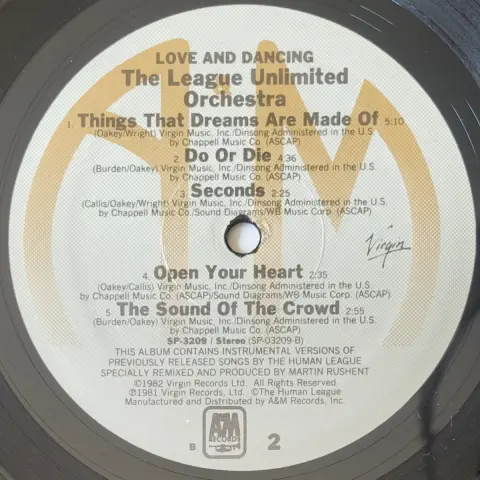 LOVE AND DANCING
The League Unlimited
Orchestra
1. Things That Dreams Are Made Of 5:10
(Oakey/Wright) Virgin Music, Inc./Dinsong Administered in the U.S.
by Chappell Music Co. (ASCAP)
2. Do Or Die 4:36
(Burden/Oakey) Virgin Music, Inc./Dinsong Administered in the U.S.
by Chappell Music Co. (ASCAP)
3. Seconds 2:25
(Callis/Oakey/Wright) Virgin Music, Inc./Dinsong Administered in the U.S.
by Chappell Music Co./Sound Diagrams/WB Music Corp. (ASCAP)
Virgin
4. Open Your Heart 2:35
(Oakey/Callis) Virgin Music, Inc./Dinsong Administered in the U.S.
by Chappell Music Co. (ASCAP)/Sound Diagrams/WB Music Corp. (ASCAP)
5. The Sound Of The Crowd 2:55
(Burden/Oakey) Virgin Music, Inc./Dinsong Administered in the U.S.
by Chappell Music Co. (ASCAP)
SP-3209 / Stereo (SP-03209-B)
THIS ALBUM CONTAINS INSTRUMENTAL VERSIONS OF
PREVIOUSLY RELEASED SONGS BY THE HUMAN LEAGUE
SPECIALLY REMIXED AND PRODUCED BY MARTIN RUSHENT
©1982 Virgin Records Ltd. All Rights Reserved.
℗1981 Virgin Records, Ltd. ©The Human League
Manufactured and Distributed by A&M Records, Inc.
A&M
RECORDS
B 2